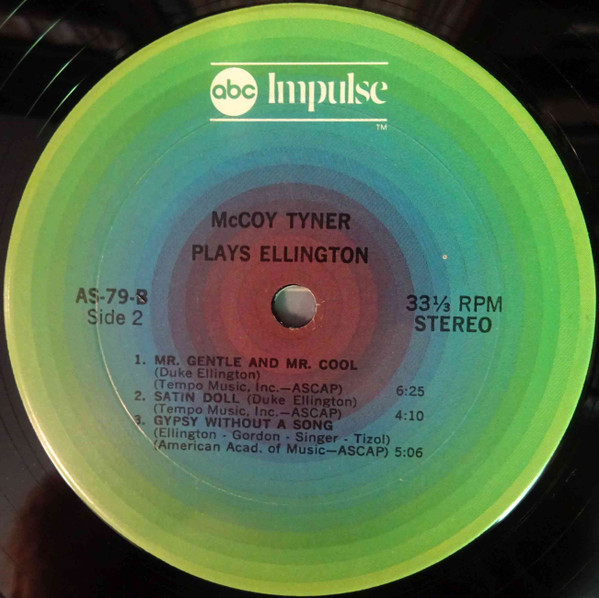 abc Impulse
TM
McCOY TYNER
PLAYS ELLINGTON
AS-79-B
Side 2
33⅓ RPM
STEREO
1. MR. GENTLE AND MR. COOL
(Duke Ellington)
(Tempo Music, Inc.—ASCAP) 6:25
2. SATIN DOLL (Duke Ellington)
(Tempo Music, Inc.—ASCAP) 4:10
3. GYPSY WITHOUT A SONG
(Ellington - Gordon - Singer - Tizol)
(American Acad. of Music—ASCAP) 5:06